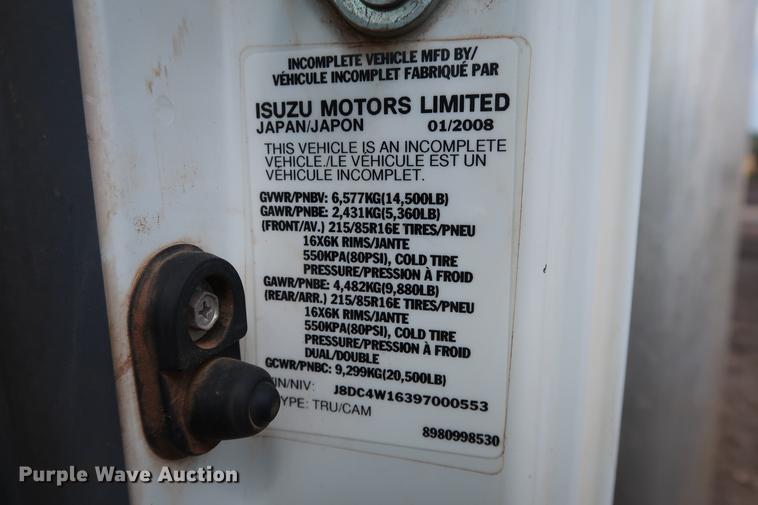 INCOMPLETE VEHICLE MFD BY/
VÉHICULE INCOMPLET FABRIQUÉ PAR
ISUZU MOTORS LIMITED
JAPAN/JAPON 01/2008
THIS VEHICLE IS AN INCOMPLETE
VEHICLE./LE VÉHICULE EST UN
VÉHICULE INCOMPLET.
GVWR/PNBV: 6,577KG(14,500LB)
GAWR/PNBE: 2,431KG(5,360LB)
(FRONT/AV.) 215/85R16E TIRES/PNEU
16X6K RIMS/JANTE
550KPA(80PSI), COLD TIRE
PRESSURE/PRESSION À FROID
GAWR/PNBE: 4,482KG(9,880LB)
(REAR/ARR.) 215/85R16E TIRES/PNEU
16X6K RIMS/JANTE
550KPA(80PSI), COLD TIRE
PRESSURE/PRESSION À FROID
DUAL/DOUBLE
GCWR/PNBC: 9,299KG(20,500LB)
IN/NIV: J8DC4W16397000553
YPE: TRU/CAM
8980998530
Purple Wave Auction